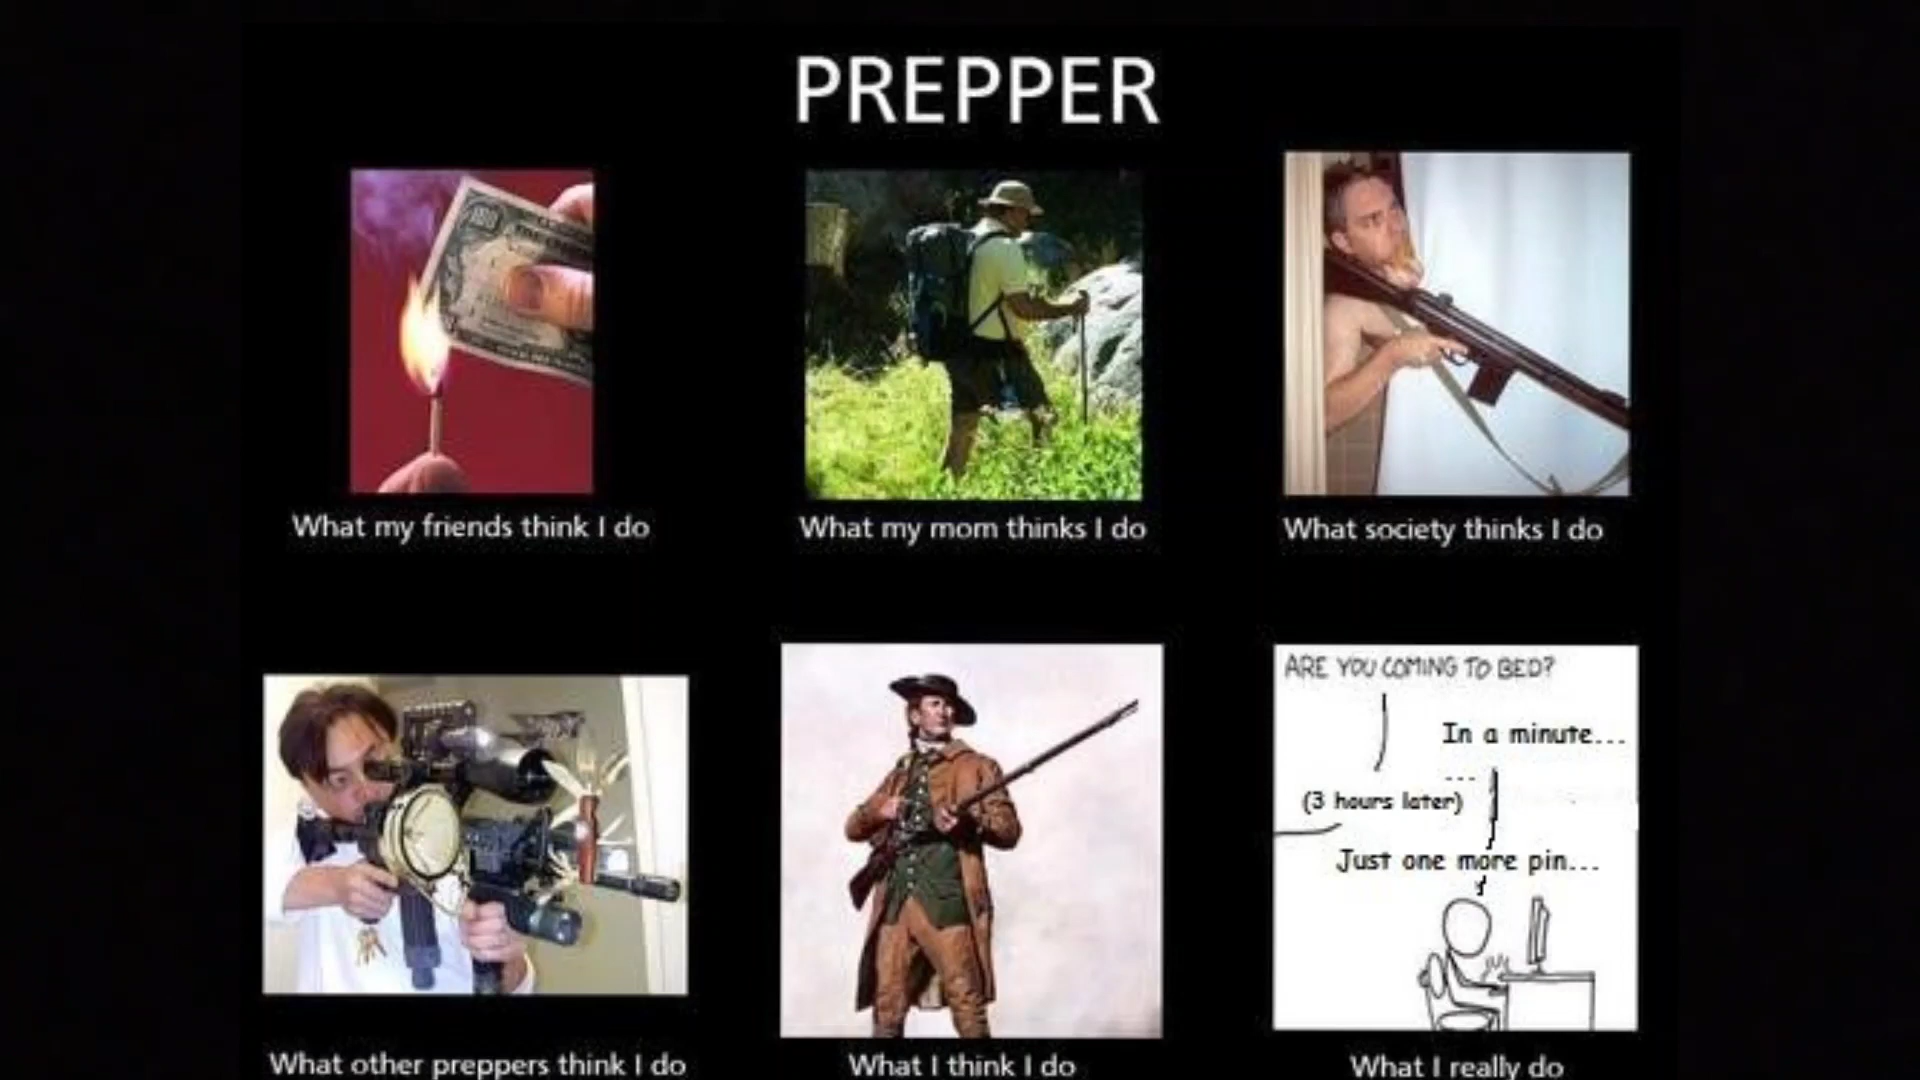 PREPPER
What my friends think I do
What my mom thinks I do
What society thinks I do
ARE YOU COMING TO BED?
In a minute...
...
(3 hours later)
Just one more pin...
What other preppers think I do
What I think I do
What I really do